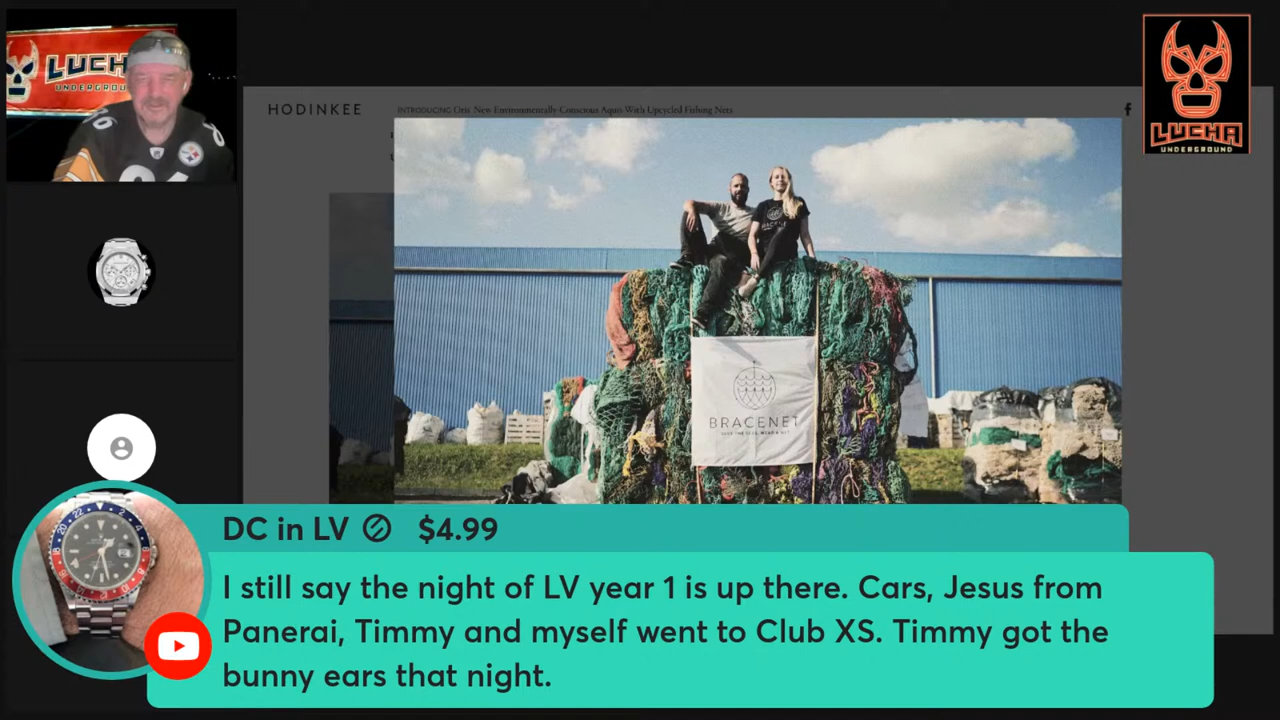 LUCHA
UNDERGROUND
HODINKEE
INTRODUCING Oris' New Environmentally-Conscious Aquis With Upcycled Fishing Nets
BRACENET
DC in LV $4.99
I still say the night of LV year 1 is up there. Cars, Jesus from
Panerai, Timmy and myself went to Club XS. Timmy got the
bunny ears that night.